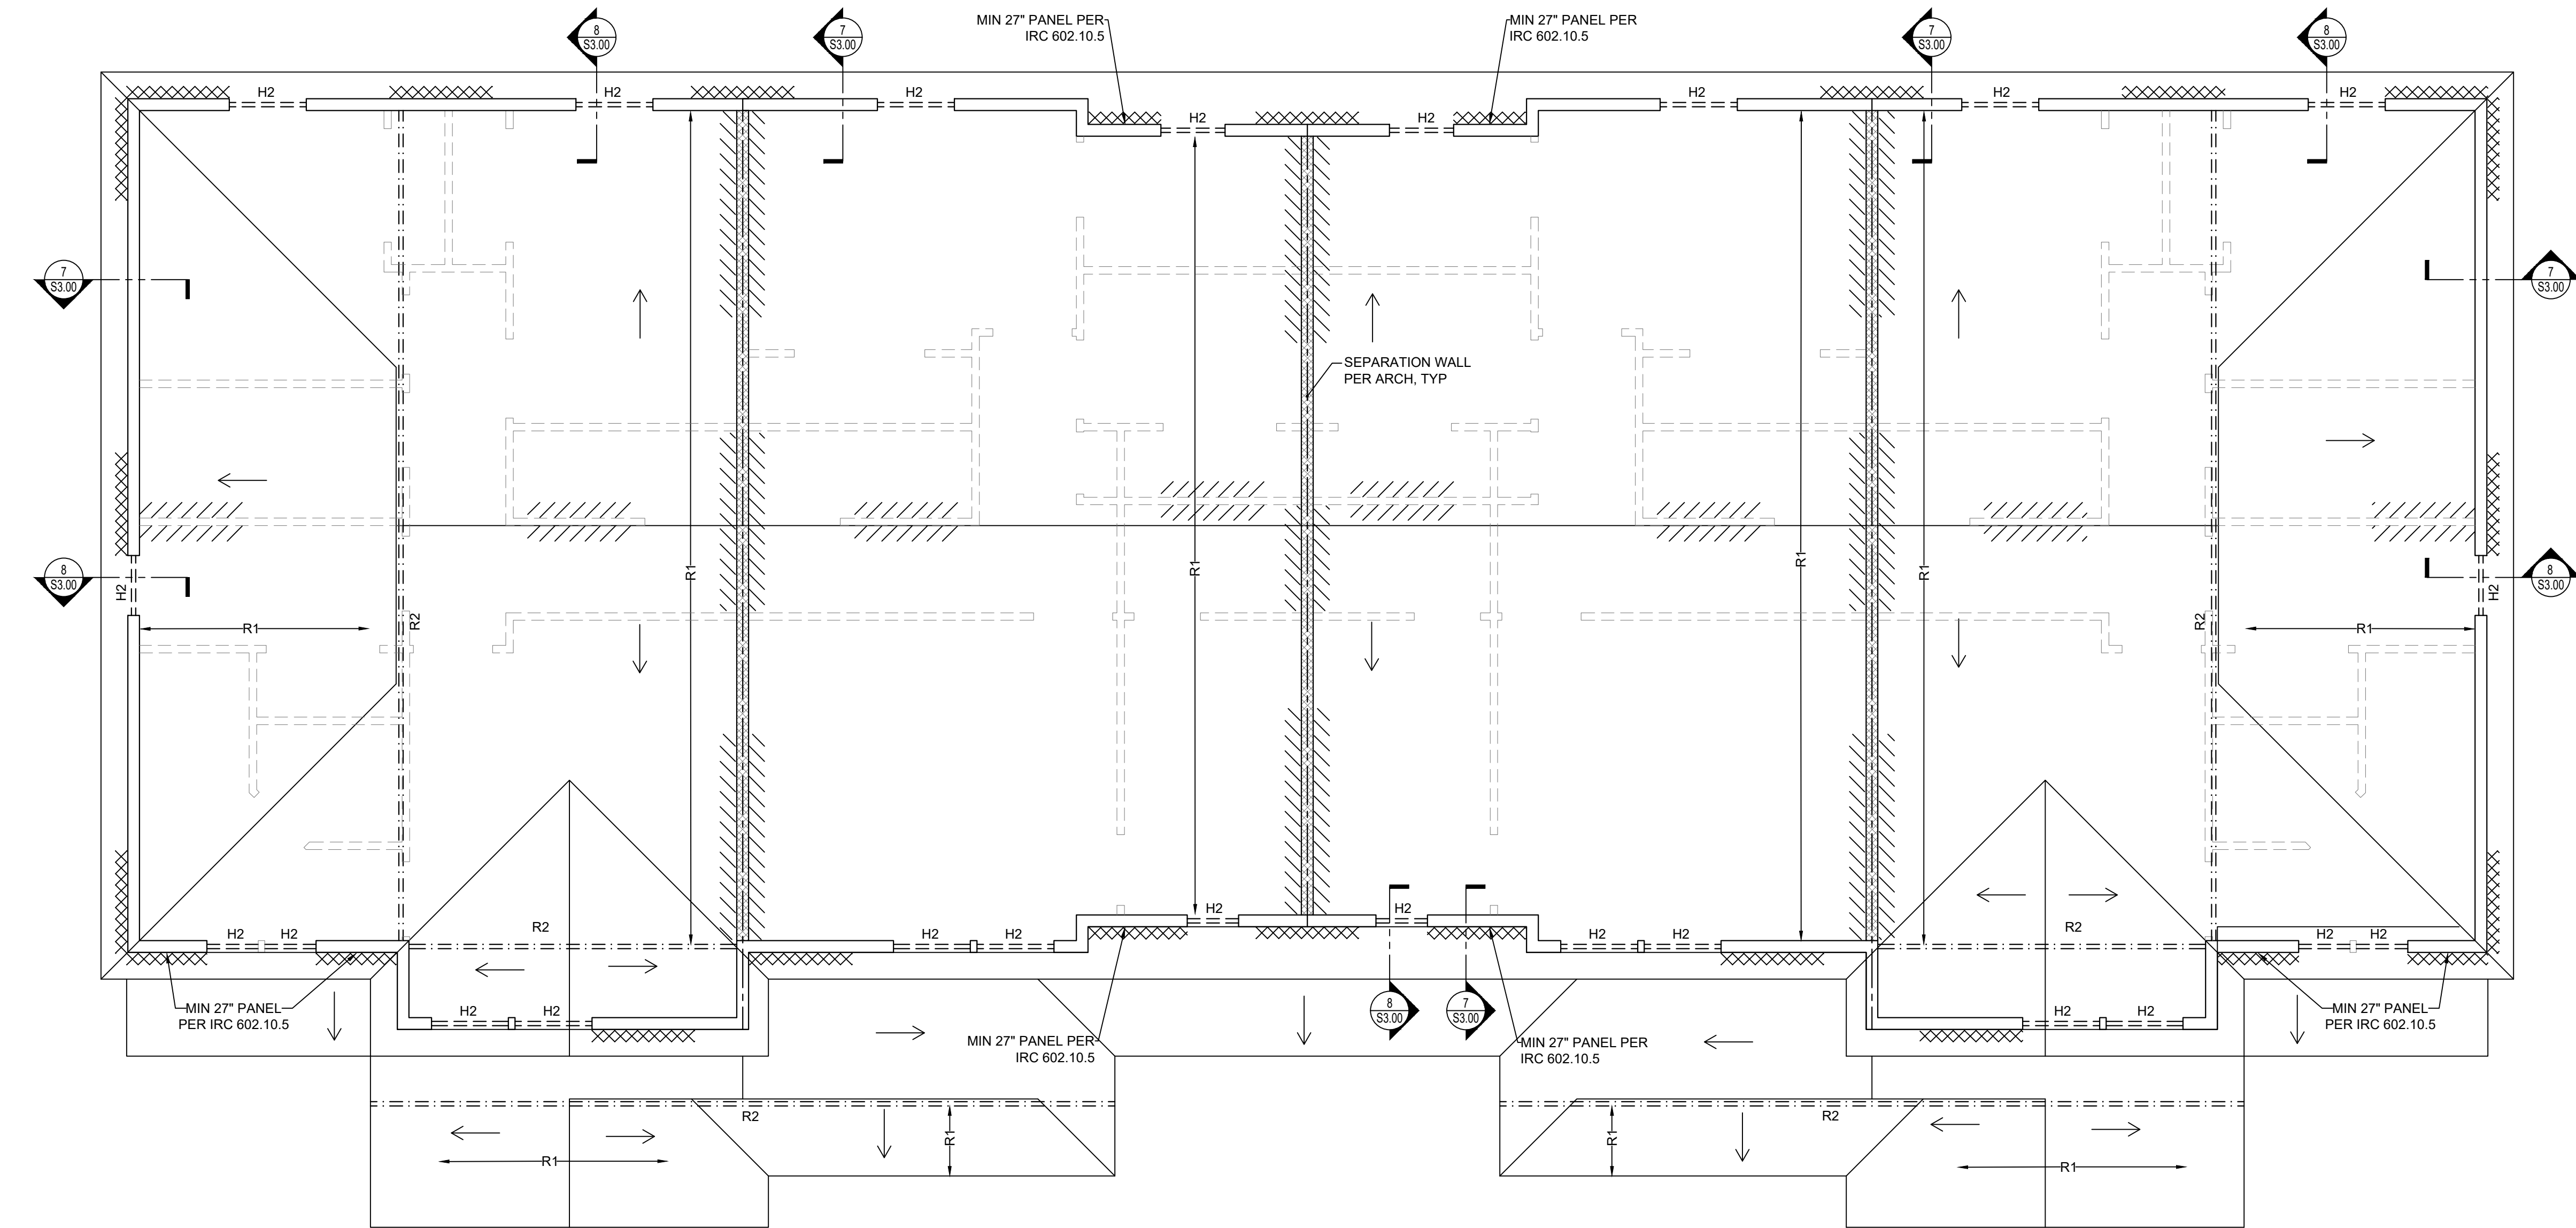 8
S3.00
7
S3.00
MIN 27" PANEL PER
IRC 602.10.5
MIN 27" PANEL PER
IRC 602.10.5
7
S3.00
8
S3.00
H2
H2
H2
H2
H2
H2
H2
H2
7
S3.00
7
S3.00
SEPARATION WALL
PER ARCH, TYP
8
S3.00
8
S3.00
H2
H2
R1
R1
R1
R1
R1
R2
R2
R1
H2
H2
R2
H2
H2
H2
H2
H2
H2
R2
H2
H2
MIN 27" PANEL
PER IRC 602.10.5
H2
H2
8
S3.00
7
S3.00
H2
H2
MIN 27" PANEL
PER IRC 602.10.5
MIN 27" PANEL PER
IRC 602.10.5
MIN 27" PANEL PER
IRC 602.10.5
R2
R1
R1
R2
R1
R1